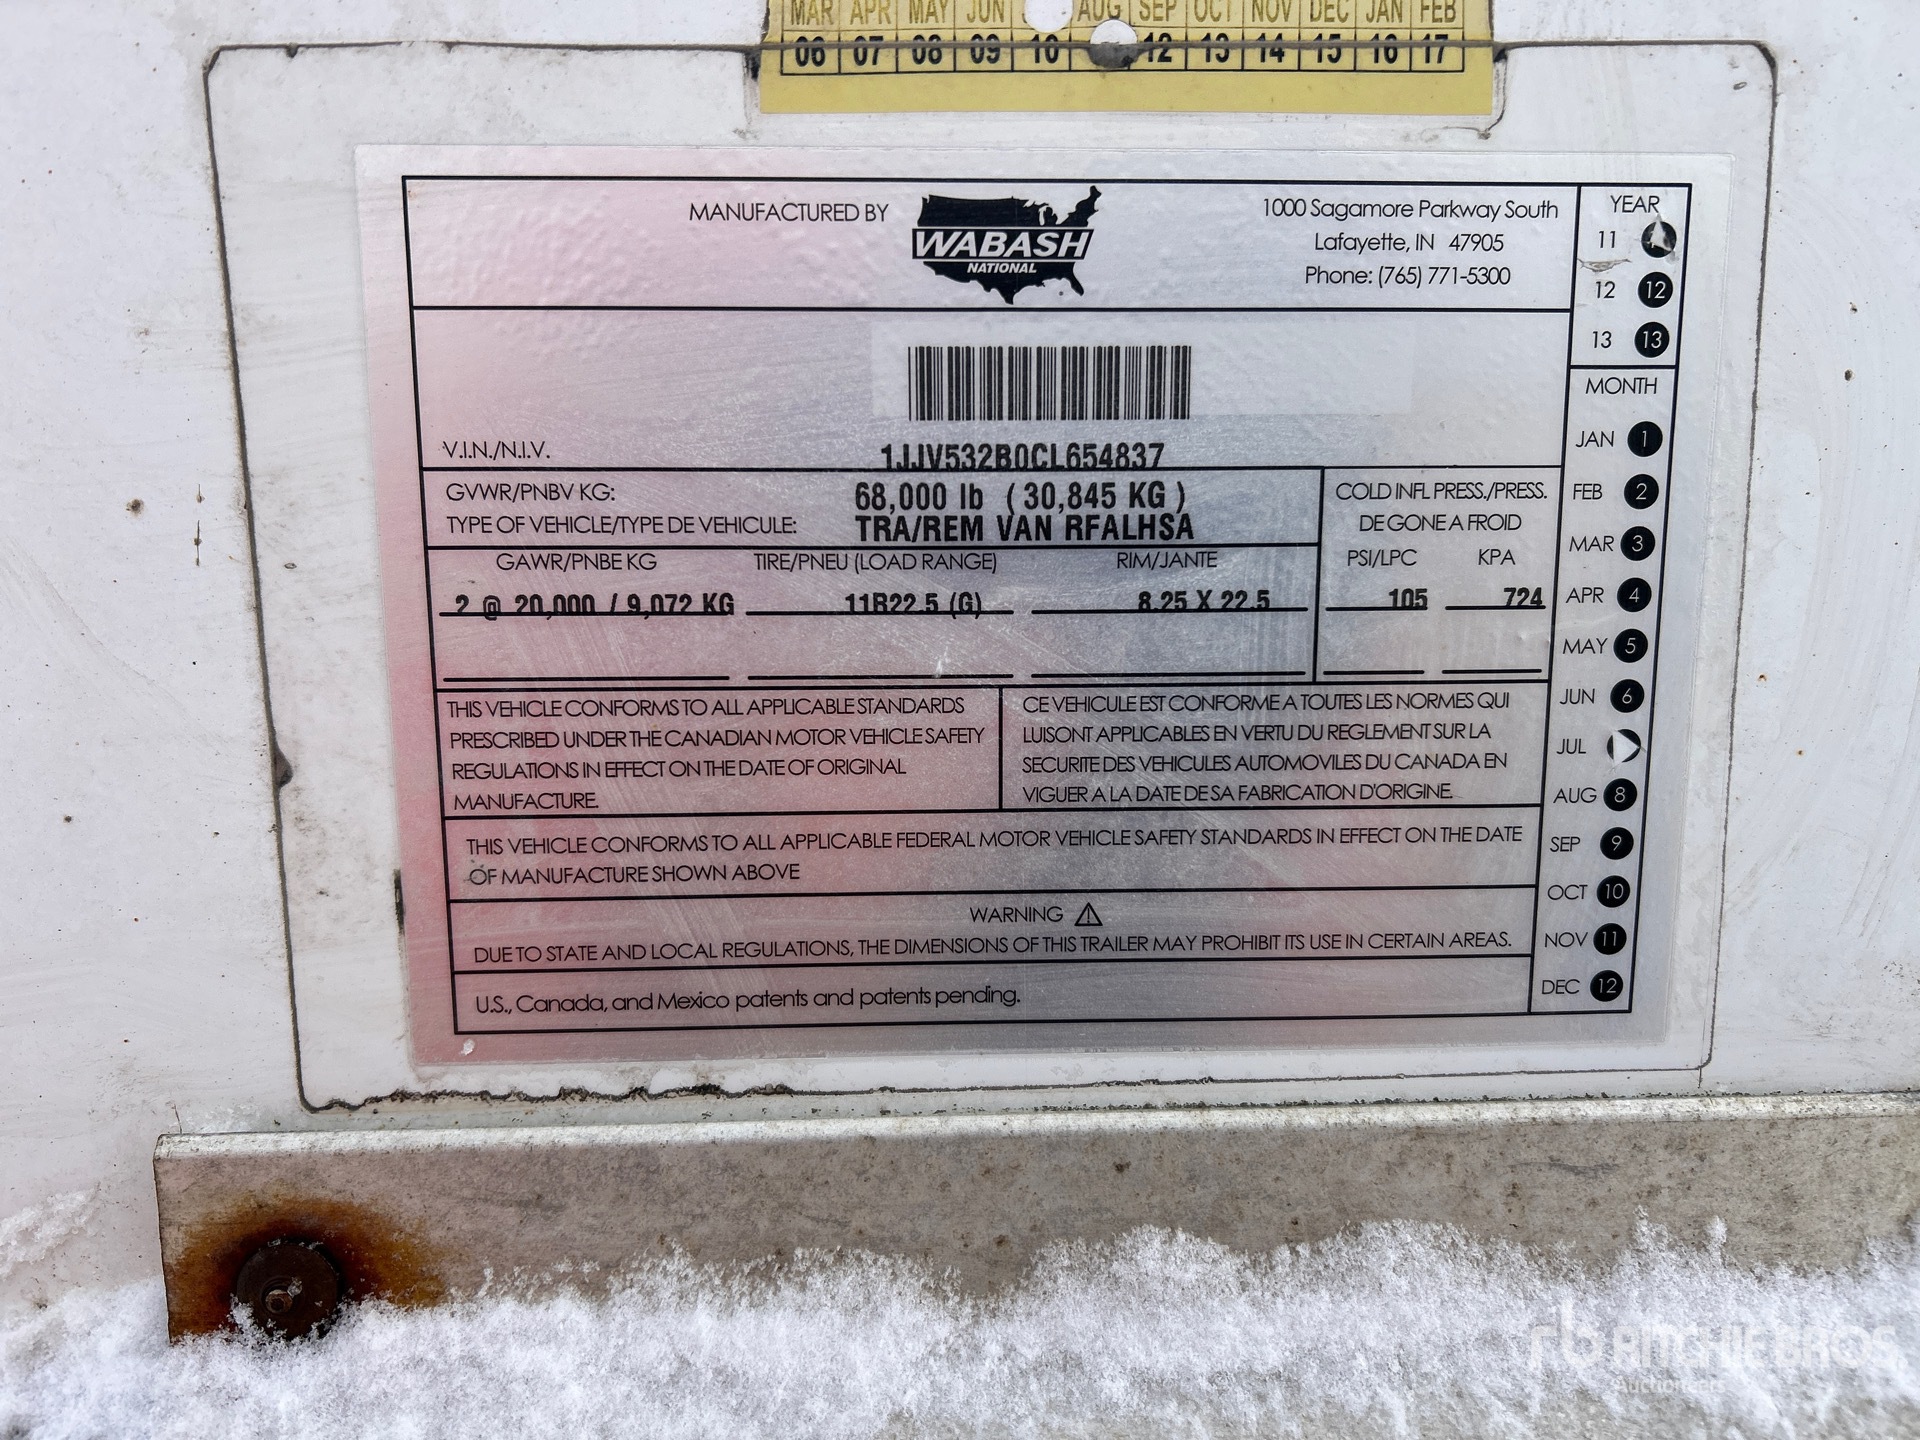 MAR APR MAY JUN AUG SEP OCT NOV DEC JAN FEB
06 07 08 09 10 12 13 14 15 16 17
MANUFACTURED BY
WABASH
NATIONAL
1000 Sagamore Parkway South
Lafayette, IN 47905
Phone: (765) 771-5300
YEAR
11
12 12
13 13
V.I.N./N.I.V.
1JJV532B0CL654837
GVWR/PNBV KG: 68,000 lb ( 30,845 KG )
TYPE OF VEHICLE/TYPE DE VEHICULE: TRA/REM VAN RFALHSA
COLD INFL PRESS./PRESS.
DE GONE A FROID
GAWR/PNBE KG TIRE/PNEU (LOAD RANGE) RIM/JANTE PSI/LPC KPA
2 @ 20,000 / 9,072 KG 11R22.5 (G) 8.25 X 22.5 105 724
THIS VEHICLE CONFORMS TO ALL APPLICABLE STANDARDS
PRESCRIBED UNDER THE CANADIAN MOTOR VEHICLE SAFETY
REGULATIONS IN EFFECT ON THE DATE OF ORIGINAL
MANUFACTURE.
CE VEHICULE EST CONFORME A TOUTES LES NORMES QUI
LUISONT APPLICABLES EN VERTU DU REGLEMENT SUR LA
SECURITE DES VEHICULES AUTOMOVILES DU CANADA EN
VIGUER A LA DATE DE SA FABRICATION D'ORIGINE.
THIS VEHICLE CONFORMS TO ALL APPLICABLE FEDERAL MOTOR VEHICLE SAFETY STANDARDS IN EFFECT ON THE DATE
OF MANUFACTURE SHOWN ABOVE
WARNING
DUE TO STATE AND LOCAL REGULATIONS, THE DIMENSIONS OF THIS TRAILER MAY PROHIBIT ITS USE IN CERTAIN AREAS.
U.S., Canada, and Mexico patents and patents pending.
MONTH
JAN 1
FEB 2
MAR 3
APR 4
MAY 5
JUN 6
JUL
AUG 8
SEP 9
OCT 10
NOV 11
DEC 12
rb RITCHIE BROS
Auctioneers